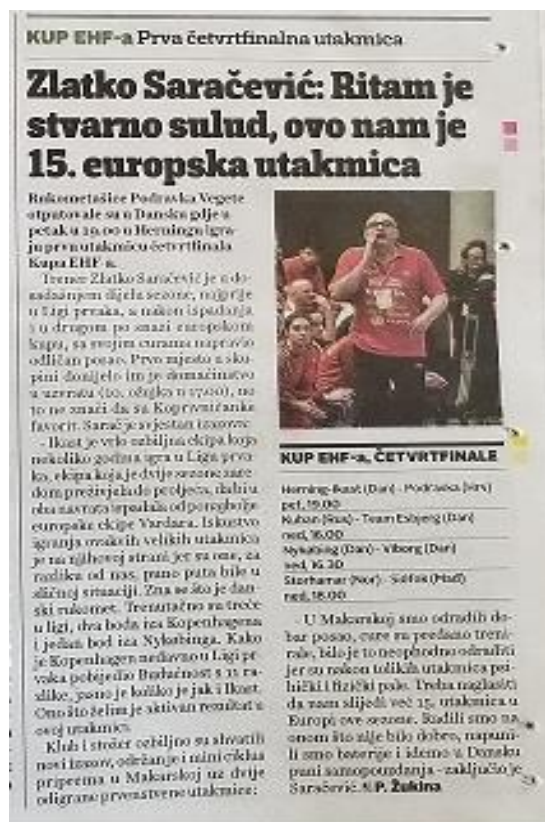 KUP EHF-a Prva četvrtfinalna utakmica
Zlatko Saračević: Ritam je
stvarno sulud, ovo nam je
15. europska utakmica
Rukometašice Podravka Vegete
otputovale su u Dansku gdje u
petak u 19.00 u Herningu igra-
ju prvu utakmicu četvrtfinala
Kupa EHF-a.
Trener Zlatko Saračević je u do-
sadašnjem dijelu sezone, najprije
u Ligi prvaka, a nakon ispadanja
i u drugom po snazi europskom
kupu, sa svojim curama napravio
odličan posao. Prvo mjesto u sku-
pini donijelo im je domaćinstvo
u uzvratu (10. ožujka u 17.00), no
to ne znači da su Koprivničanke
favorit. Sarač je svjestan izazova:
- Ikast je vrlo ozbiljna ekipa koja
nekoliko godina igra u Liga prva-
ka, ekipa koja je dvije sezone zare-
dom preživjela do proljeća, da bi u
oba navrata ispala od ponajbolje
europske ekipe Vardara. Iskustvo
igranja ovakvih velikih utakmica
je na njihovoj strani jer su one, za
razliku od nas, puno puta bile u
sličnoj situaciji. Zna se što je dan-
ski rukomet. Trenutačno su treće
u ligi, dva boda iza Kopenhagena
i jedan bod iza Nykøbinga. Kako
je Kopenhagen nedavno u Ligi pr-
vaka pobijedio Budućnost s 11 ra-
zlike, jasno je koliko je jak i Ikast.
Ono što želim je aktivan rezultat u
ovoj utakmici.
Klub i stožer ozbiljno su shvatili
novi izazov, održan je i mini ciklus
priprema u Makarskoj uz dvije
odigrane prvenstvene utakmice:
KUP EHF-a, ČETVRTFINALE
Herning-Ikast (Dan) - Podravka (Hrv)
pet, 19.00
Kuban (Rus) - Team Esbjerg (Dan)
ned, 16.00
Nykøbing (Dan) - Viborg (Dan)
ned, 16.30
Storhamar (Nor) - Siófok (Mađ)
ned, 18.00
- U Makarskoj smo odradili do-
bar posao, cure su predano treni-
rale, bilo je to neophodno odraditi
jer su nakon tolikih utakmica psi-
hički i fizički pale. Treba naglasiti
da nam slijedi već 15. utakmica u
Europi ove sezone. Radili smo na
onom što nije bilo dobro, napuni-
li smo baterije i idemo u Dansku
puni samopouzdanja - zaključio je
Saračević. P. Žukina